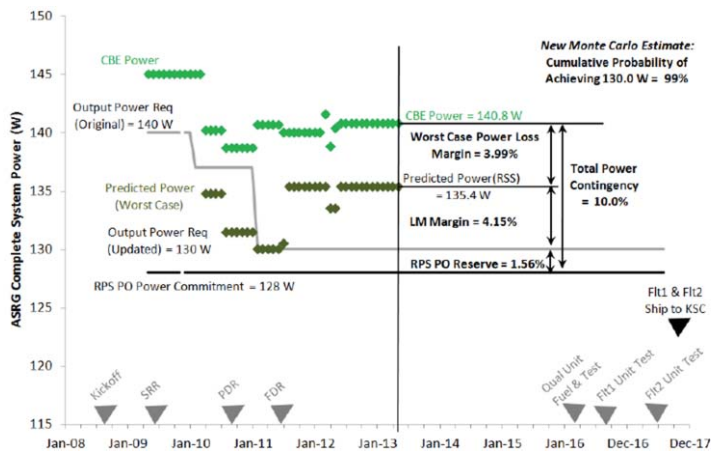 150
145
140
135
130
125
120
115
ASRG Complete System Power (W)
CBE Power
Output Power Req
(Original) = 140 W
Predicted Power
(Worst Case)
Output Power Req
(Updated) = 130 W
RPS PO Power Commitment = 128 W
New Monte Carlo Estimate:
Cumulative Probability of
Achieving 130.0 W = 99%
CBE Power = 140.8 W
Worst Case Power Loss
Margin = 3.99%
Predicted Power(RSS)
= 135.4 W
LM Margin = 4.15%
Total Power
Contingency
= 10.0%
RPS PO Reserve = 1.56%
Flt1 & Flt2
Ship to KSC
Kickoff
SRR
PDR
FDR
Qual Unit
Fuel & Test
Flt1 Unit Test
Flt2 Unit Test
Jan-08
Jan-09
Jan-10
Jan-11
Jan-12
Jan-13
Jan-14
Jan-15
Jan-16
Dec-16
Dec-17